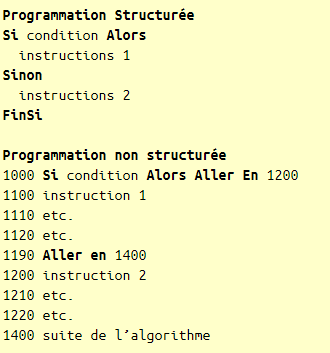 Programmation Structurée
Si condition Alors
instructions 1
Sinon
instructions 2
FinSi
Programmation non structurée
1000 Si condition Alors Aller En 1200
1100 instruction 1
1110 etc.
1120 etc.
1190 Aller en 1400
1200 instruction 2
1210 etc.
1220 etc.
1400 suite de l’algorithme